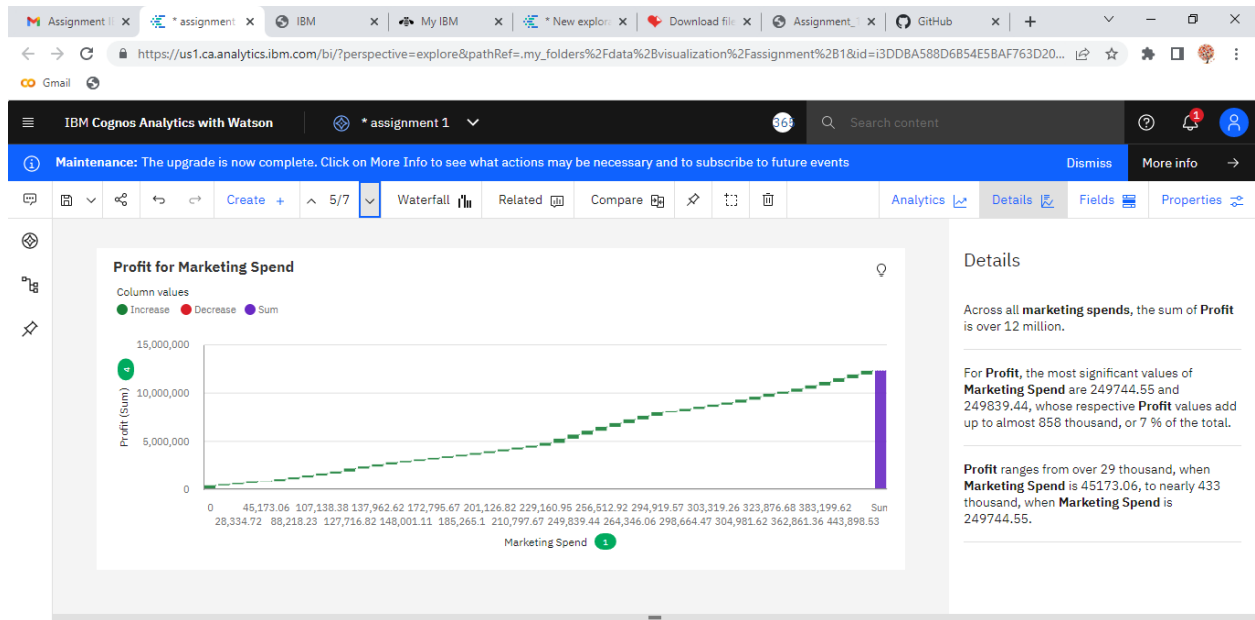 Assignment
* assignment
IBM
My IBM
* New explor
Download file
Assignment_
GitHub
https://us1.ca.analytics.ibm.com/bi/?perspective=explore&pathRef=.my_folders%2Fdata%2Bvisualization%2Fassignment%2B1&id=i3DDBA588D6B54E5BAF763D20...
Gmail
IBM Cognos Analytics with Watson
* assignment 1
365
Search content
1
Maintenance: The upgrade is now complete. Click on More Info to see what actions may be necessary and to subscribe to future events
Dismiss
More info
Create +
5/7
Waterfall
Related
Compare
Analytics
Details
Fields
Properties
Profit for Marketing Spend
Column values
Increase Decrease Sum
15,000,000
10,000,000
5,000,000
0
Profit (Sum) 4
0 45,173.06 107,138.38 137,962.62 172,795.67 201,126.82 229,160.95 256,512.92 294,919.57 303,319.26 323,876.68 383,199.62 Sum
28,334.72 88,218.23 127,716.82 148,001.11 185,265.1 210,797.67 249,839.44 264,346.06 298,664.47 304,981.62 362,861.36 443,898.53
Marketing Spend 1
Details
Across all marketing spends, the sum of Profit
is over 12 million.
For Profit, the most significant values of
Marketing Spend are 249744.55 and
249839.44, whose respective Profit values add
up to almost 858 thousand, or 7 % of the total.
Profit ranges from over 29 thousand, when
Marketing Spend is 45173.06, to nearly 433
thousand, when Marketing Spend is
249744.55.